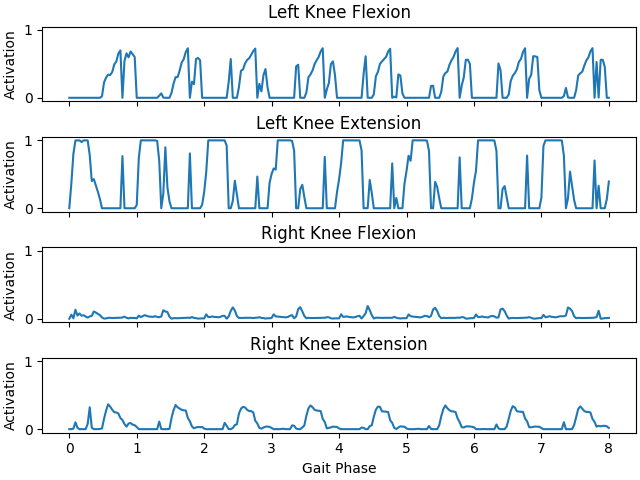 Left Knee Flexion
Activation
1
0
Left Knee Extension
Activation
1
0
Right Knee Flexion
Activation
1
0
Right Knee Extension
Activation
1
0
0 1 2 3 4 5 6 7 8
Gait Phase